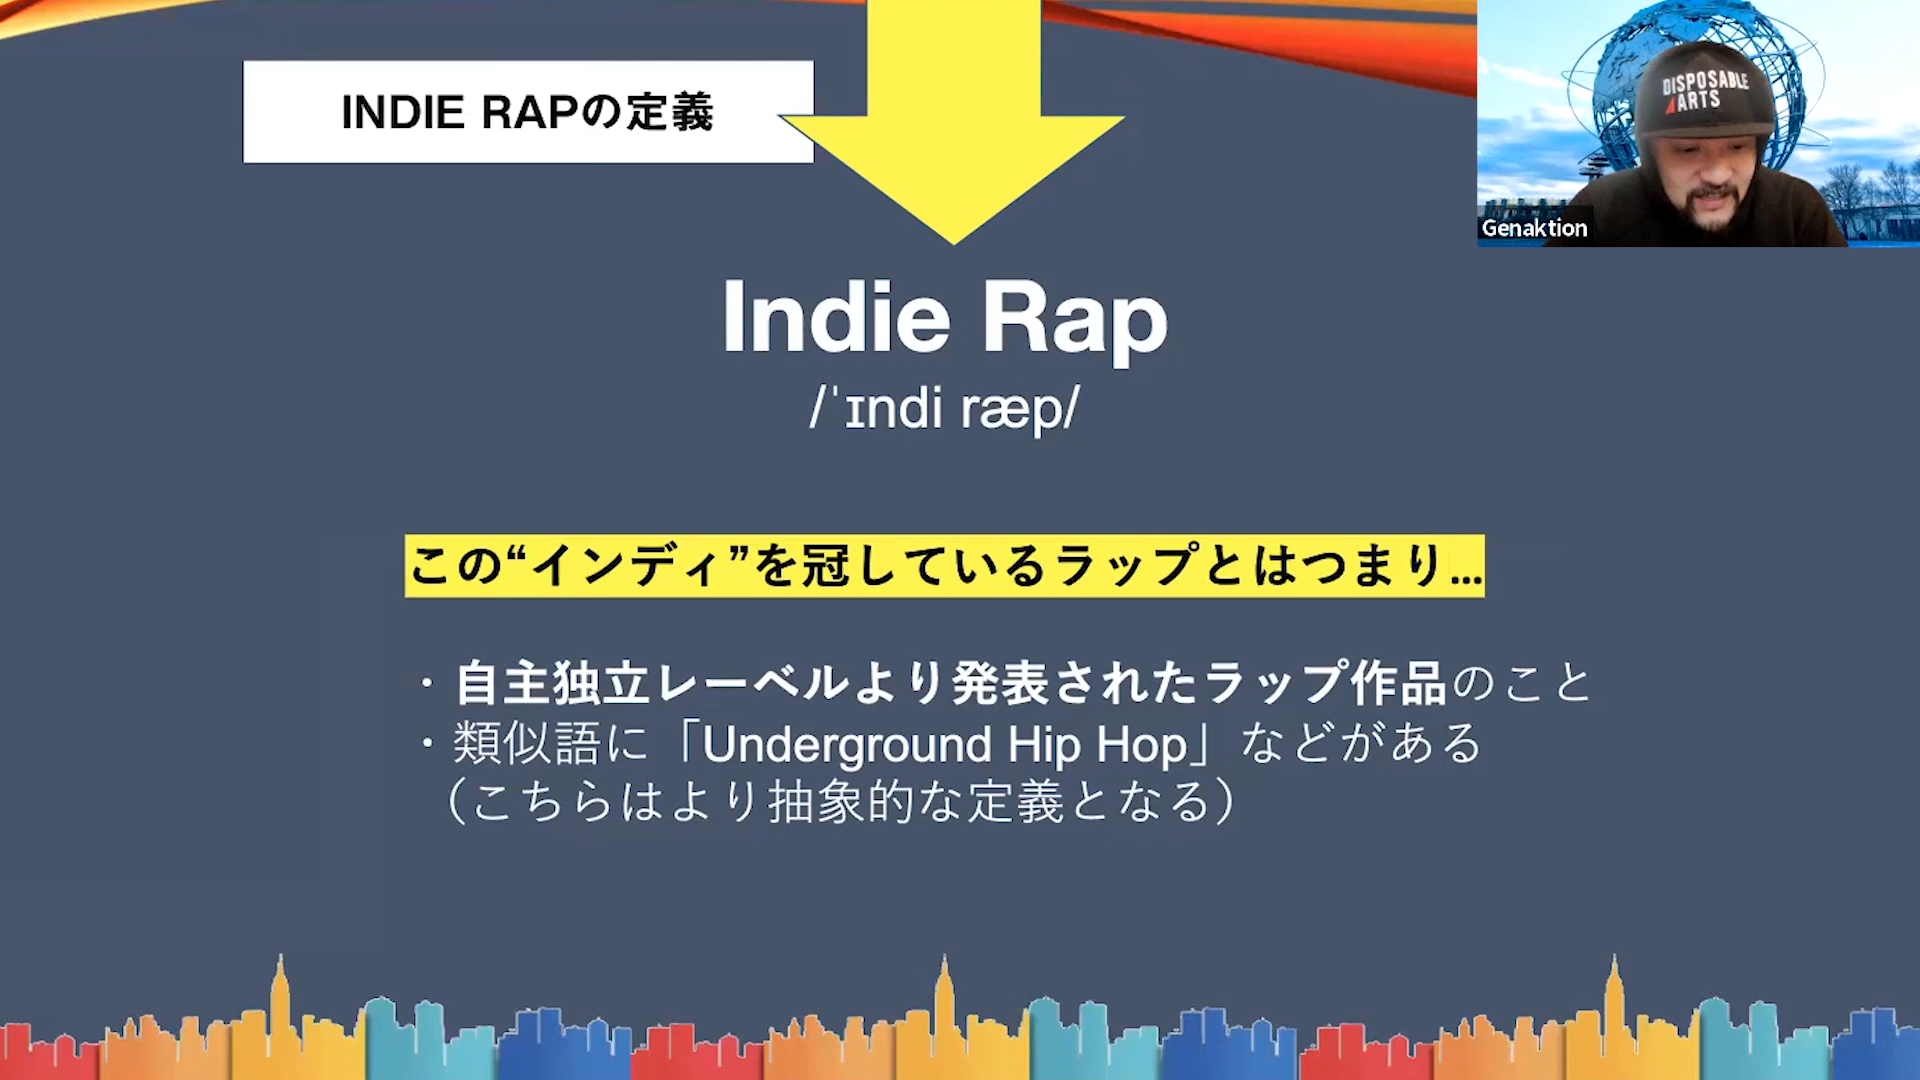 INDIE RAPの定義
DISPOSABLE
ARTS
Genaktion
Indie Rap
/ˈɪndi ræp/
この“インディ”を冠しているラップとはつまり...
・自主独立レーベルより発表されたラップ作品のこと
・類似語に「Underground Hip Hop」などがある
（こちらはより抽象的な定義となる）